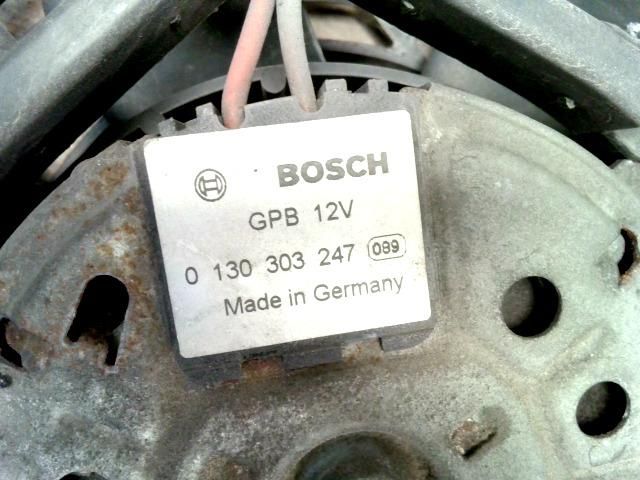 BOSCH
GPB 12V
0 130 303 247 089
Made in Germany